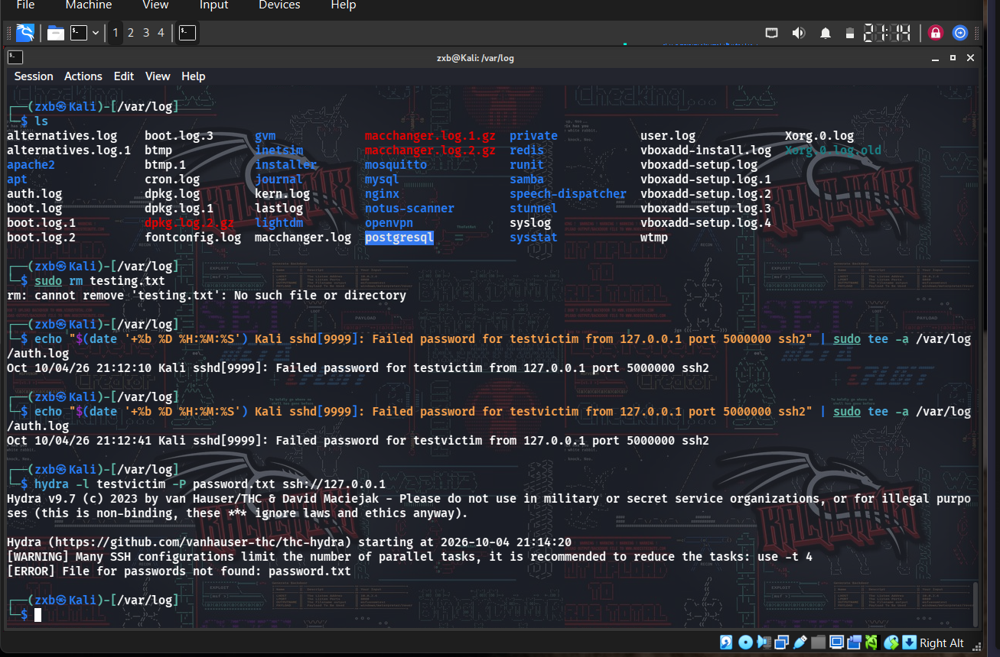 File Machine View Input Devices Help
1 2 3 4 21:14
zxb@Kali: /var/log
Session Actions Edit View Help
┌──(zxb㉿Kali)-[/var/log]
└─$ ls
alternatives.log boot.log.3 gvm macchanger.log.1.gz private user.log Xorg.0.log
alternatives.log.1 btmp inetsim macchanger.log.2.gz redis vboxadd-install.log Xorg.0.log.old
apache2 btmp.1 installer mosquitto runit vboxadd-setup.log
apt cron.log journal mysql samba vboxadd-setup.log.1
auth.log dpkg.log kern.log nginx speech-dispatcher vboxadd-setup.log.2
boot.log dpkg.log.1 lastlog notus-scanner stunnel vboxadd-setup.log.3
boot.log.1 dpkg.log.2.gz lightdm openvpn syslog vboxadd-setup.log.4
boot.log.2 fontconfig.log macchanger.log postgresql sysstat wtmp
┌──(zxb㉿Kali)-[/var/log]
└─$ sudo rm testing.txt
rm: cannot remove 'testing.txt': No such file or directory
┌──(zxb㉿Kali)-[/var/log]
└─$ echo "$(date '+%b %D %H:%M:%S') Kali sshd[9999]: Failed password for testvictim from 127.0.0.1 port 5000000 ssh2" | sudo tee -a /var/log
/auth.log
Oct 10/04/26 21:12:10 Kali sshd[9999]: Failed password for testvictim from 127.0.0.1 port 5000000 ssh2
┌──(zxb㉿Kali)-[/var/log]
└─$ echo "$(date '+%b %D %H:%M:%S') Kali sshd[9999]: Failed password for testvictim from 127.0.0.1 port 5000000 ssh2" | sudo tee -a /var/log
/auth.log
Oct 10/04/26 21:12:41 Kali sshd[9999]: Failed password for testvictim from 127.0.0.1 port 5000000 ssh2
┌──(zxb㉿Kali)-[/var/log]
└─$ hydra -l testvictim -P password.txt ssh://127.0.0.1
Hydra v9.7 (c) 2023 by van Hauser/THC & David Maciejak - Please do not use in military or secret service organizations, or for illegal purpo
ses (this is non-binding, these *** ignore laws and ethics anyway).
Hydra (https://github.com/vanhauser-thc/thc-hydra) starting at 2026-10-04 21:14:20
[WARNING] Many SSH configurations limit the number of parallel tasks, it is recommended to reduce the tasks: use -t 4
[ERROR] File for passwords not found: password.txt
┌──(zxb㉿Kali)-[/var/log]
└─$
Right Alt